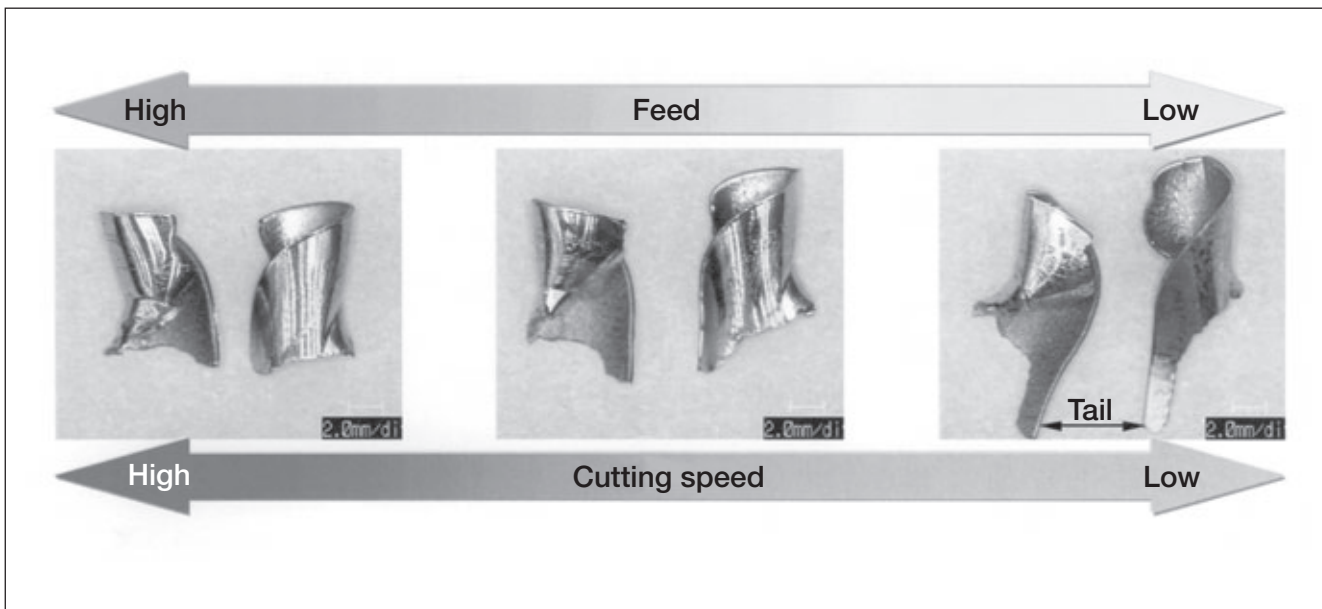 High Feed Low
2.0mm/di
2.0mm/di
Tail
2.0mm/di
High Cutting speed Low